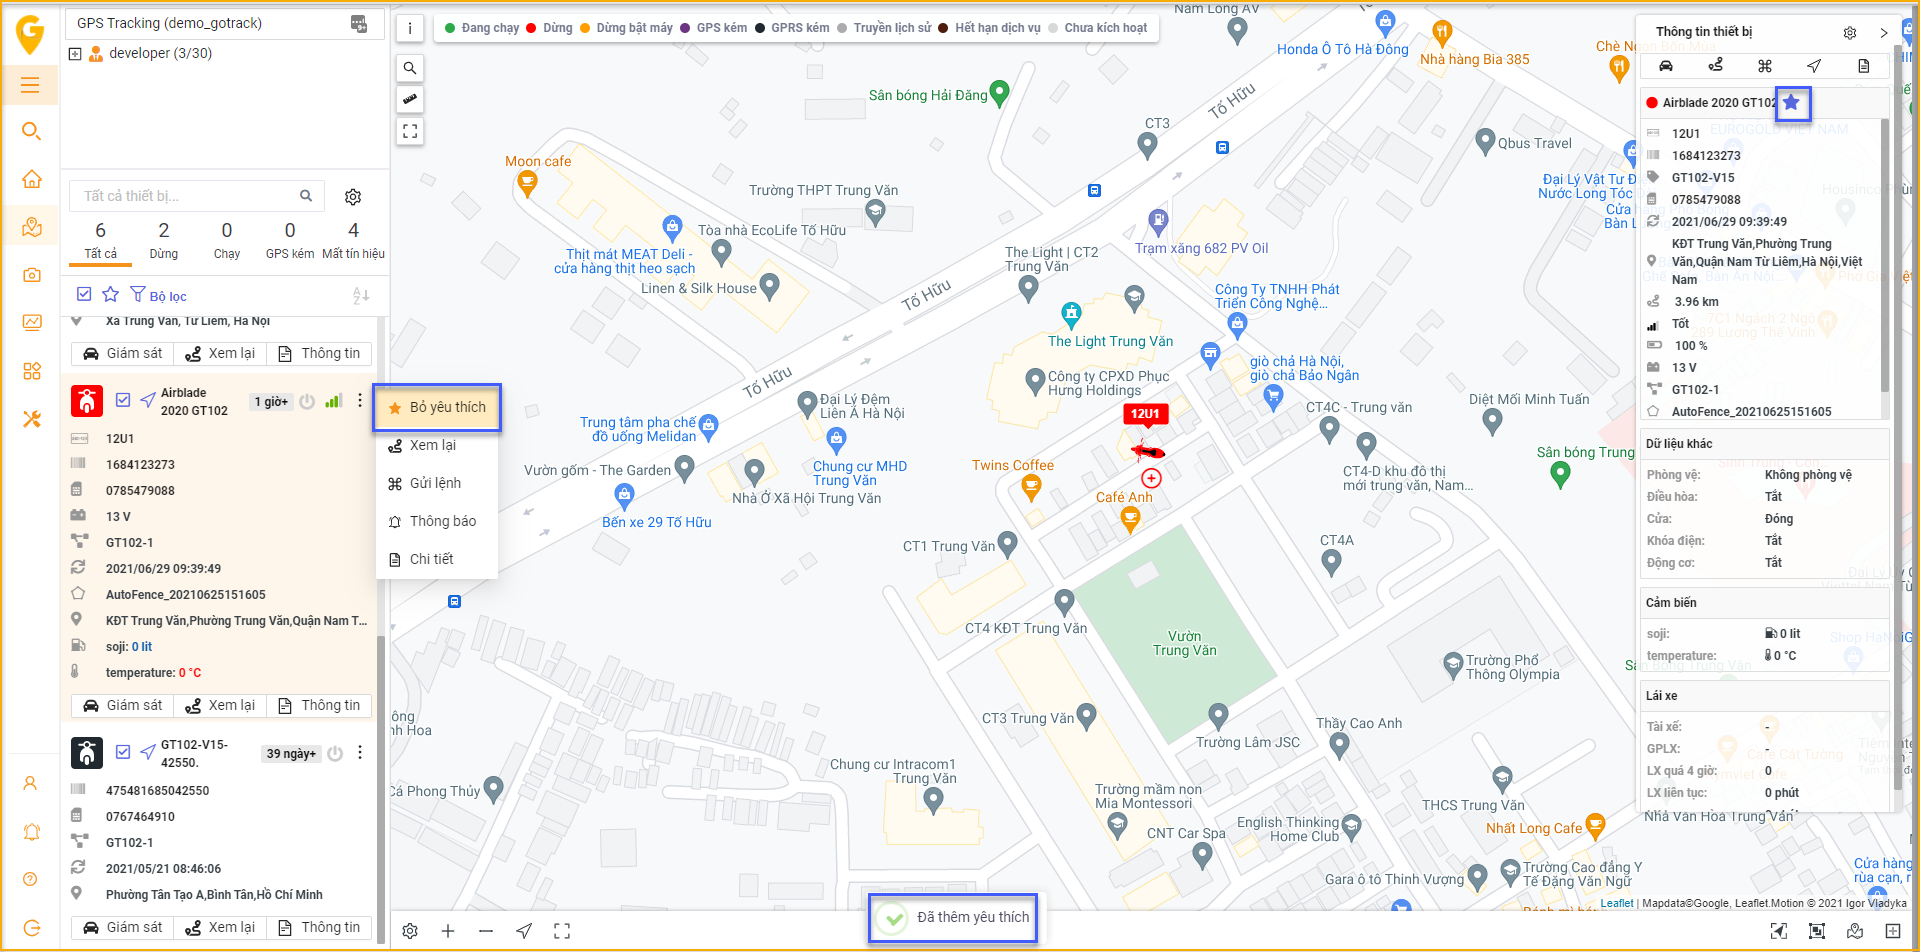 GPS Tracking (demo_gotrack)
developer (3/30)
Tất cả thiết bị...
6
2
0
0
4
Tất cả
Dừng
Chạy
GPS kém
Mất tín hiệu
Bộ lọc
Xã Trung Văn, Từ Liêm, Hà Nội
Giám sát
Xem lại
Thông tin
Airblade
2020 GT102
1 giờ+
12U1
1684123273
0785479088
13 V
GT102-1
2021/06/29 09:39:49
AutoFence_20210625151605
KĐT Trung Văn,Phường Trung Văn,Quận Nam T...
soji: 0 lit
temperature: 0 °C
Giám sát
Xem lại
Thông tin
GT102-V15-
42550.
39 ngày+
475481685042550
0767464910
GT102-1
2021/05/21 08:46:06
Phường Tân Tạo A,Bình Tân,Hồ Chí Minh
Giám sát
Xem lại
Thông tin
Bỏ yêu thích
Xem lại
Gửi lệnh
Thông báo
Chi tiết
i
Đang chạy
Dừng
Dừng bật máy
GPS kém
GPRS kém
Truyền lịch sử
Hết hạn dịch vụ
Chưa kích hoạt
Nam Long AV
Honda Ô Tô Hà Đông
Nhà hàng Bia 385
Chè Ngon Bốn Mùa
Sân bóng Hải Đăng
Tố Hữu
CT3
Qbus Travel
Moon cafe
Trường THPT Trung Văn
Tòa nhà EcoLife Tố Hữu
Thịt mát MEAT Deli -
cửa hàng thịt heo sạch
Linen & Silk House
The Light | CT2
Trung Văn
Trạm xăng 682 PV Oil
Công Ty TNHH Phát
Triển Công Nghệ...
Tố Hữu
The Light Trung Văn
giò chả Hà Nội,
giò chả Bảo Ngân
Tố Hữu
Công ty CPXD Phục
Hưng Holdings
Đại Lý Đệm
Liên Á Hà Nội
Trung tâm pha chế
đồ uống Melidan
12U1
CT4C - Trung văn
Diệt Mối Minh Tuấn
Chung cư MHD
Trung Văn
Vườn gốm - The Garden
Nhà Ở Xã Hội Trung Văn
Bến xe 29 Tố Hữu
Twins Coffee
Café Anh
CT4-D khu đô thị
mới trung văn, Nam...
Sân bóng Trung
CT1 Trung Văn
CT4A
CT4 KĐT Trung Văn
Vườn
Trung Văn
Trường Phổ
Thông Olympia
CT3 Trung Văn
Trường Lâm JSC
Thầy Cao Anh
Chung cư Intracom1
Trung Văn
Cá Phong Thủy
Trường mầm non
Mia Montessori
CNT Car Spa
English Thinking
Home Club
THCS Trung Văn
Nhất Long Cafe
Gara ô tô Thinh Vượng
Trường Cao đẳng Y
Tế Đặng Văn Ngữ
Nhà Văn Hóa Trung Văn
Cửa hàng
rùa cạn, r
Đã thêm yêu thích
Leaflet | Mapdata©Google, Leaflet.Motion © 2021 Igor Vladyka
Thông tin thiết bị
Airblade 2020 GT102
12U1
1684123273
GT102-V15
0785479088
2021/06/29 09:39:49
KĐT Trung Văn,Phường Trung
Văn,Quận Nam Từ Liêm,Hà Nội,Việt
Nam
3.96 km
Tốt
100 %
13 V
GT102-1
AutoFence_20210625151605
Dữ liệu khác
Phòng vệ: Không phòng vệ
Điều hòa: Tắt
Cửa: Đóng
Khóa điện: Tắt
Động cơ: Tắt
Cảm biến
soji: 0 lit
temperature: 0 °C
Lái xe
Tài xế: -
GPLX: -
LX quá 4 giờ: 0
LX liên tục: 0 phút